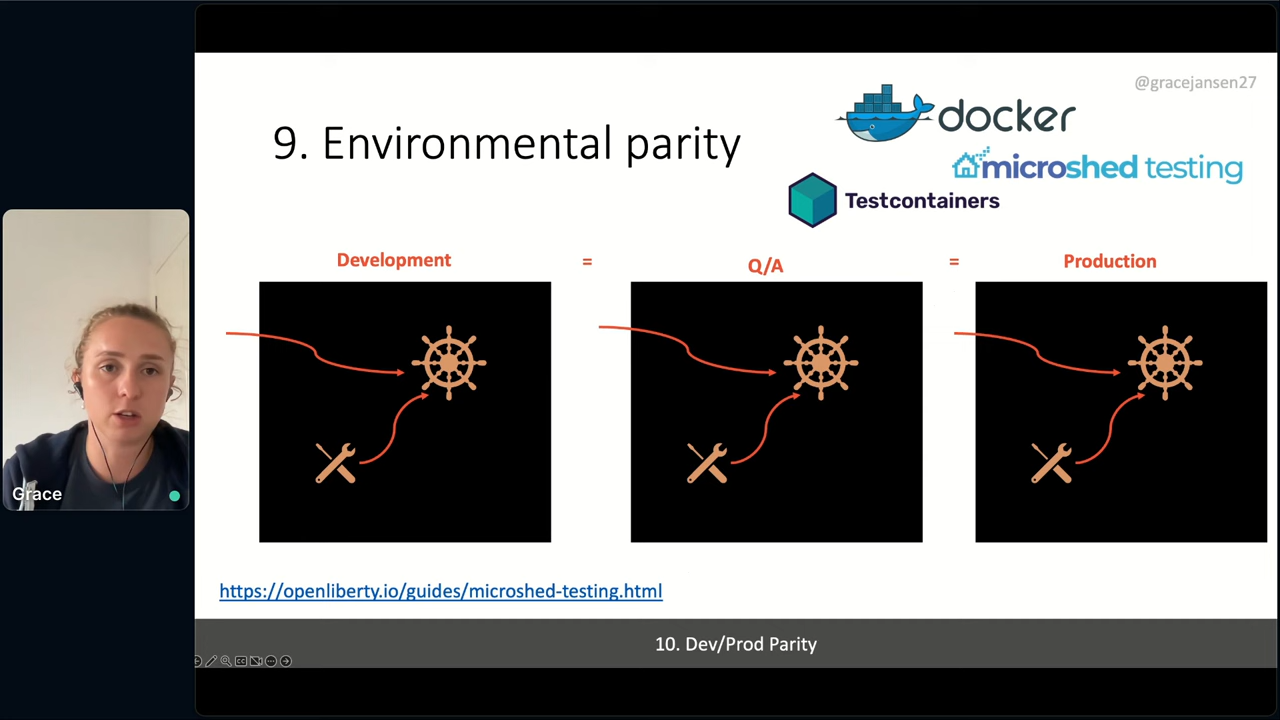 @gracejansen27
docker
9. Environmental parity
microshed testing
Testcontainers
Development = Q/A = Production
Grace
https://openliberty.io/guides/microshed-testing.html
10. Dev/Prod Parity